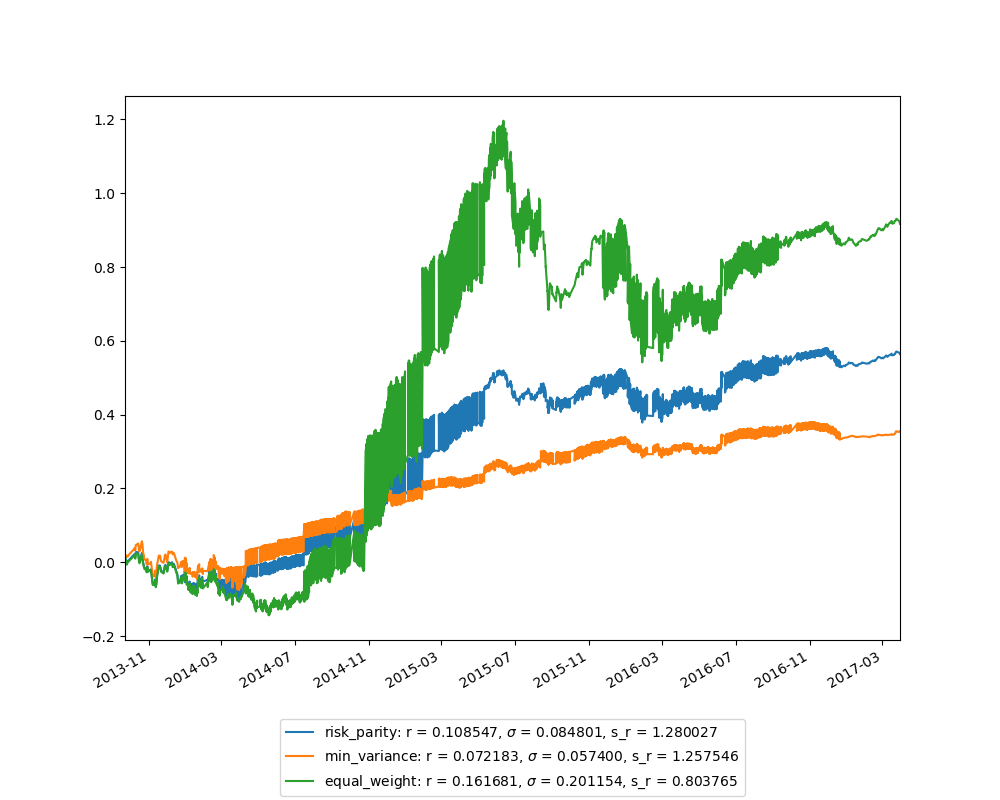 1.2
1.0
0.8
0.6
0.4
0.2
0.0
−0.2
2013-11 2014-03 2014-07 2014-11 2015-03 2015-07 2015-11 2016-03 2016-07 2016-11 2017-03
risk_parity: r = 0.108547, σ = 0.084801, s_r = 1.280027
min_variance: r = 0.072183, σ = 0.057400, s_r = 1.257546
equal_weight: r = 0.161681, σ = 0.201154, s_r = 0.803765